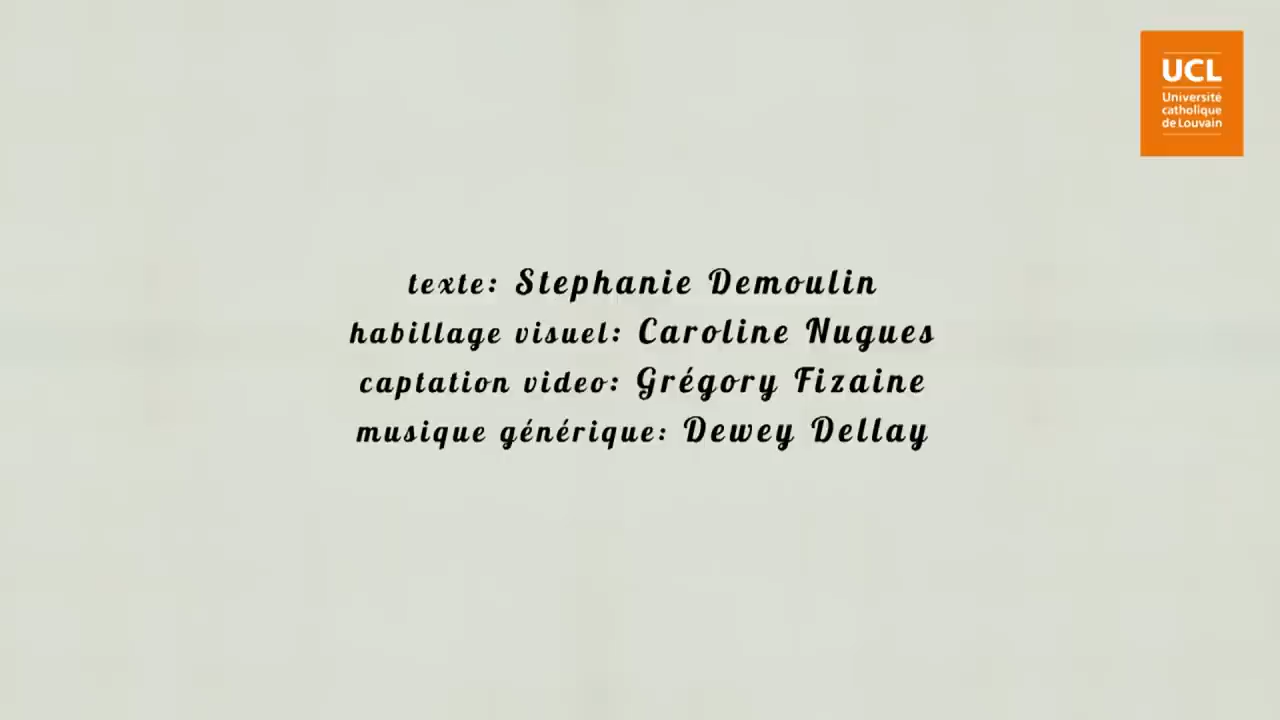 UCL
Université
catholique
de Louvain
texte: Stephanie Demoulin
habillage visuel: Caroline Nugues
captation video: Grégory Fizaine
musique générique: Dewey Dellay